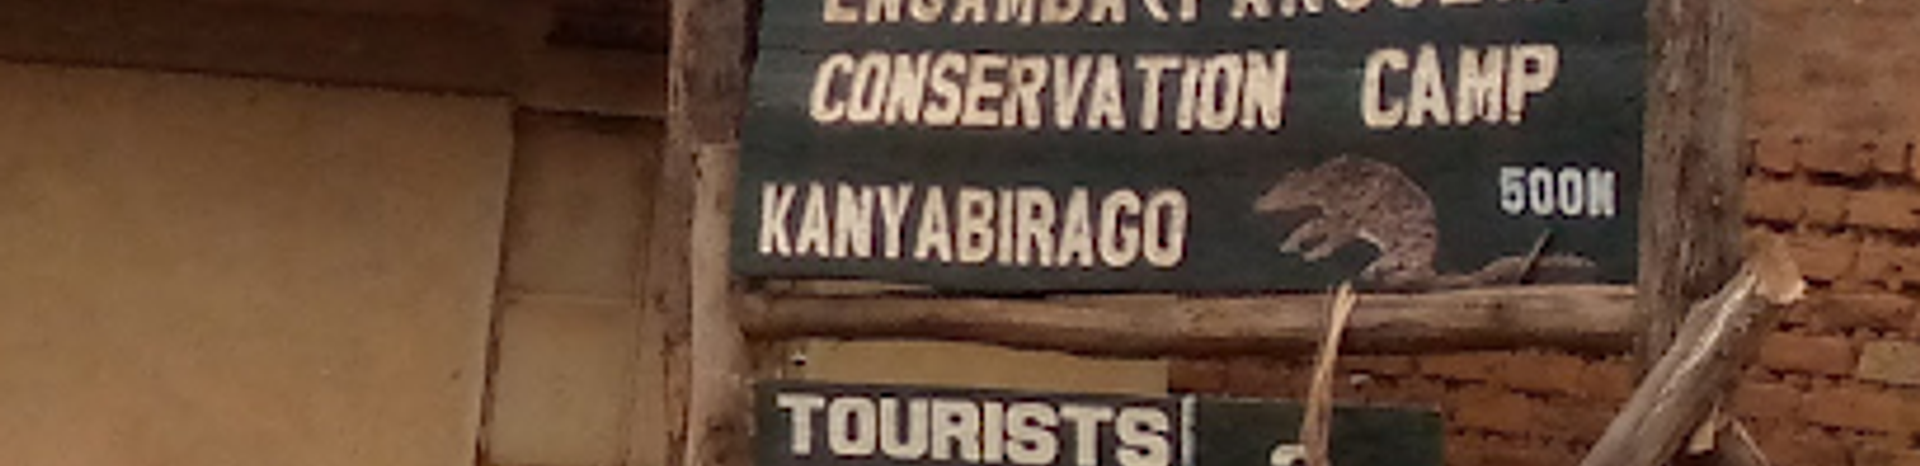 CONSERVATION CAMP
KANYABIRAGO 500M
TOURISTS